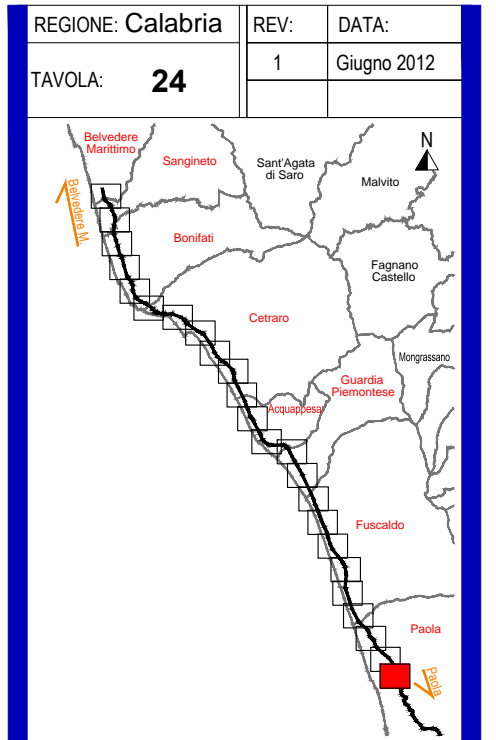 REGIONE: Calabria
REV:
DATA:
TAVOLA: 24
1
Giugno 2012
Belvedere
Marittimo
Sangineto
Sant'Agata
di Saro
Malvito
N
Belvedere M.
Bonifati
Fagnano
Castello
Cetraro
Mongrassano
Guardia
Piemontese
Acquappesa
Fuscaldo
Paola
Paola